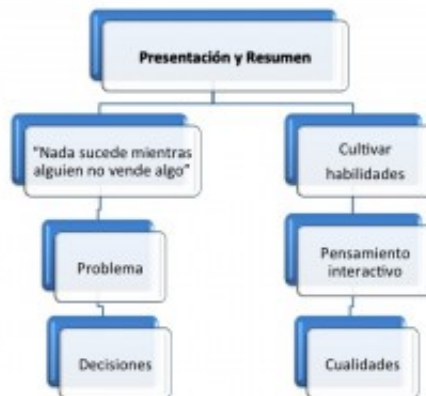 Presentación y Resumen
"Nada sucede mientras
alguien no vende algo"
Problema
Decisiones
Cultivar
habilidades
Pensamiento
interactivo
Cualidades